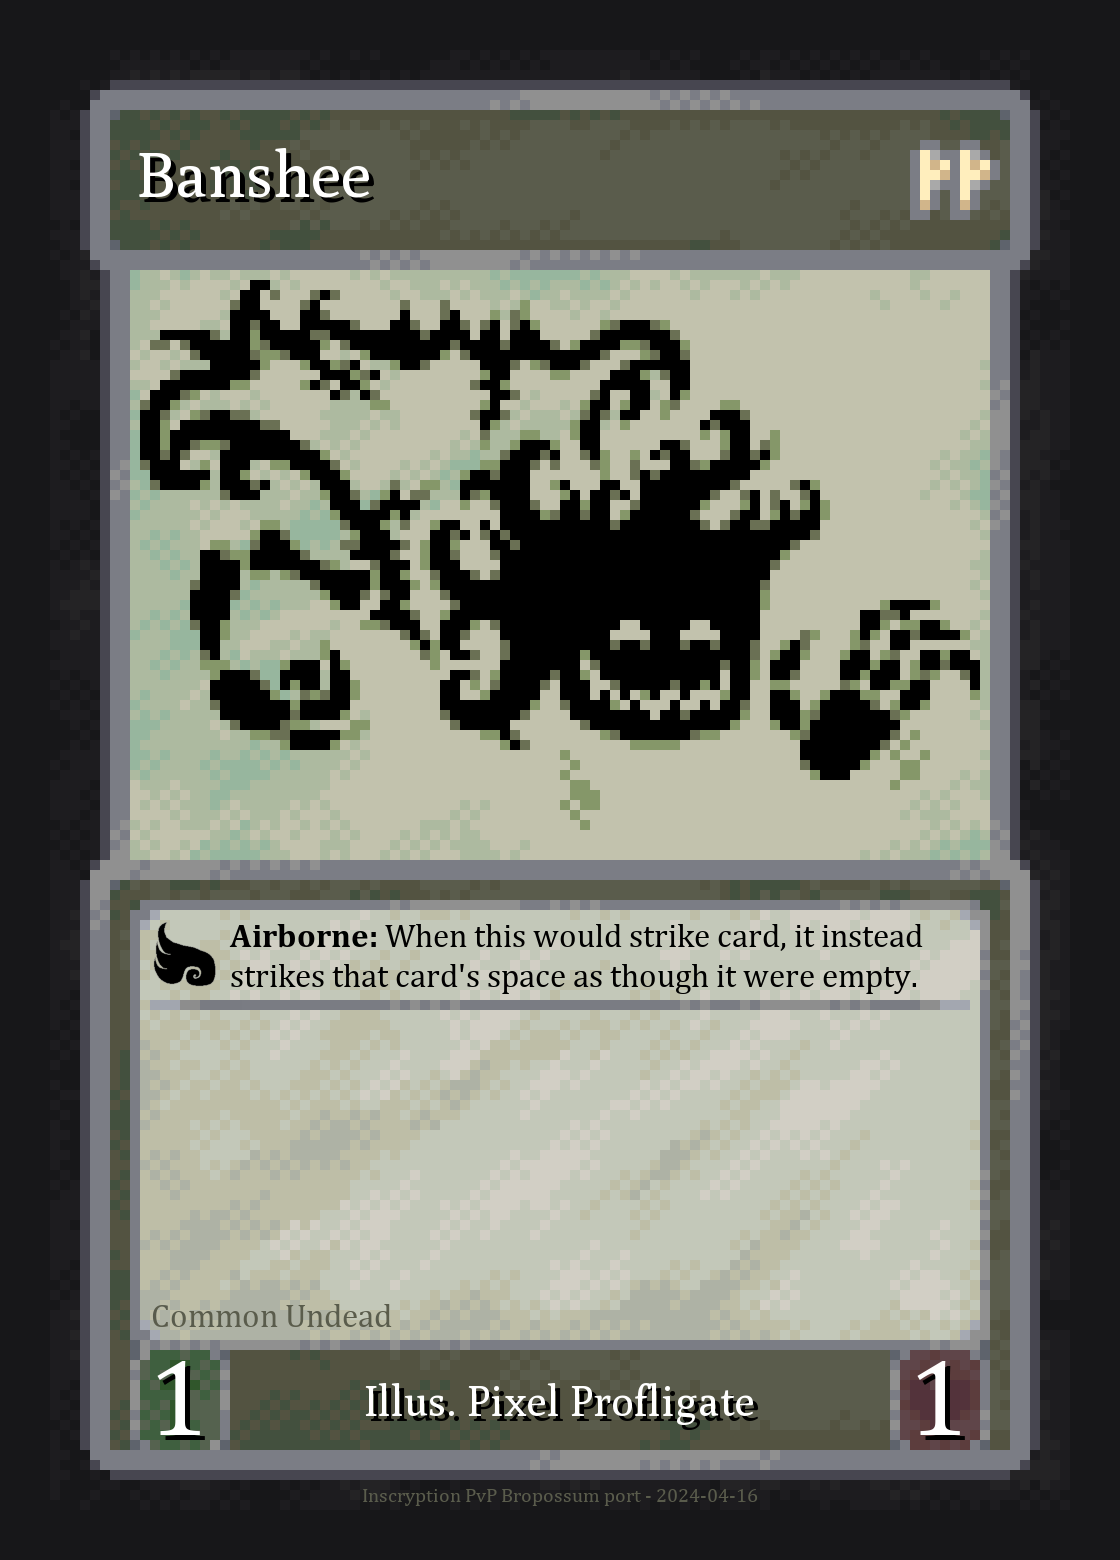 Banshee
Airborne: When this would strike card, it instead
strikes that card's space as though it were empty.
Common Undead
1
Illus. Pixel Profligate
1
Inscryption PvP Bropossum port - 2024-04-16